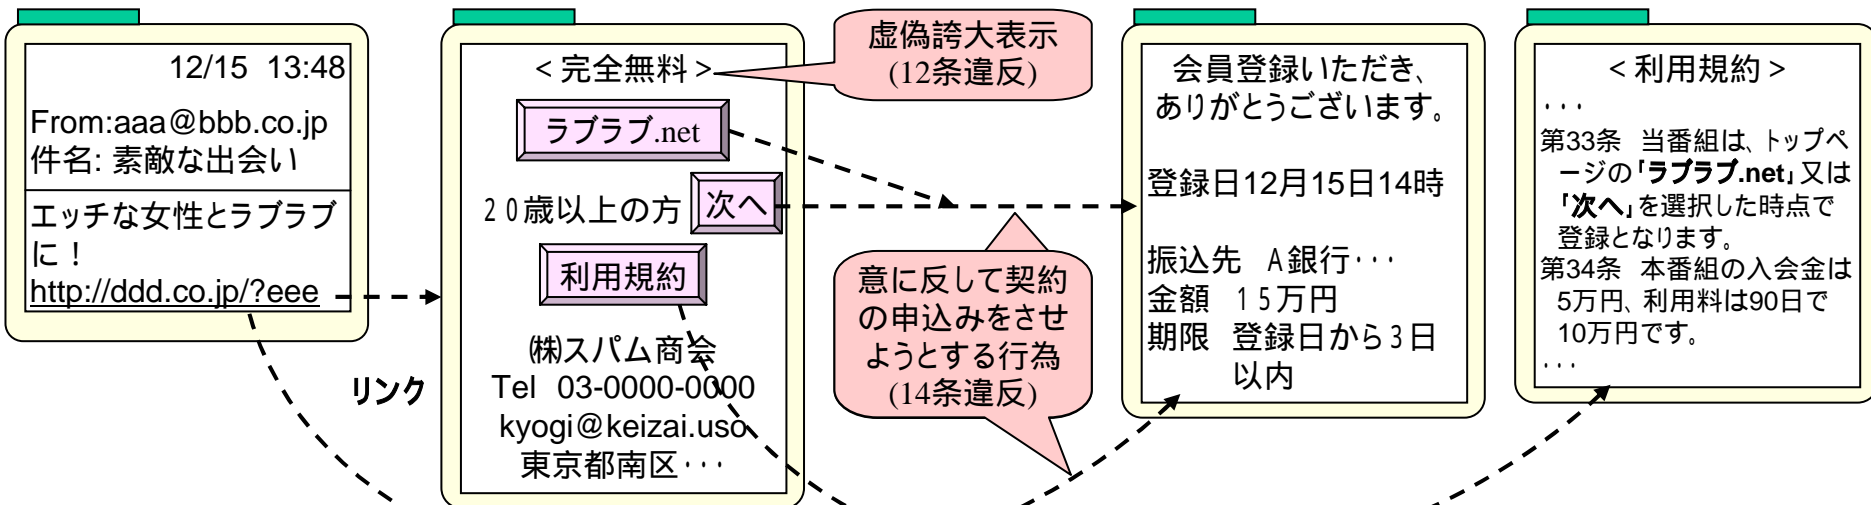 12/15 13:48
From:aaa@bbb.co.jp
件名: 素敵な出会い
エッチな女性とラブラブ
に！
http://ddd.co.jp/?eee
リンク
<完全無料>
ラブラブ.net
20歳以上の方 次へ
利用規約
㈱スパム商会
Tel 03-0000-0000
kyogi@keizai.uso
東京都南区･･･
虚偽誇大表示
(12条違反)
意に反して契約
の申込みをさせ
ようとする行為
(14条違反)
会員登録いただき、
ありがとうございます。
登録日12月15日14時
振込先 A銀行･･･
金額 15万円
期限 登録日から3日
以内
<利用規約>
･･･
第33条 当番組は、トップペ
ージの「ラブラブ.net」又は
「次へ」を選択した時点で
登録となります。
第34条 本番組の入会金は
5万円、利用料は90日で
10万円です。
･･･